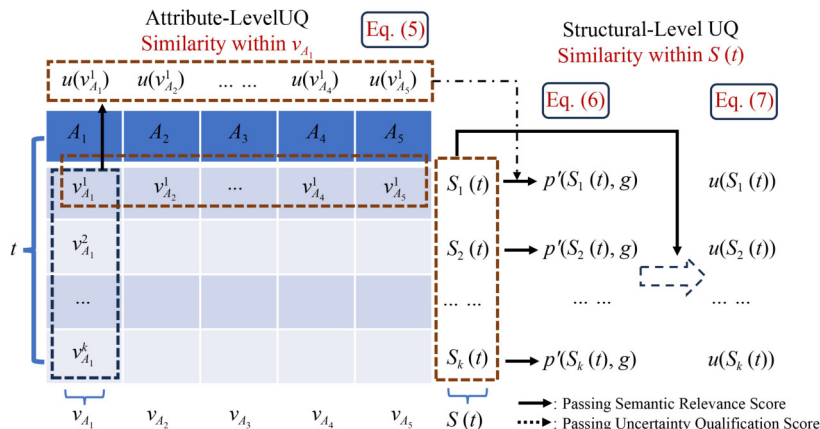 Attribute-LevelUQ
Similarity within v_{A_1}
Eq. (5)
Structural-Level UQ
Similarity within S (t)
u(v^1_{A_1}) u(v^1_{A_2}) ... ... u(v^1_{A_4}) u(v^1_{A_5})
Eq. (6) Eq. (7)
A_1 A_2 A_3 A_4 A_5
v^1_{A_1} v^1_{A_2} ... v^1_{A_4} v^1_{A_5} S_1 (t) p'(S_1 (t), g) u(S_1 (t))
t
v^2_{A_1} S_2 (t) p'(S_2 (t), g) u(S_2 (t))
... ... ... ... ... ... ...
v^k_{A_1} S_k (t) p'(S_k (t), g) u(S_k (t))
v_{A_1} v_{A_2} v_{A_3} v_{A_4} v_{A_5} S (t)
: Passing Semantic Relevance Score
: Passing Uncertainty Qualification Score